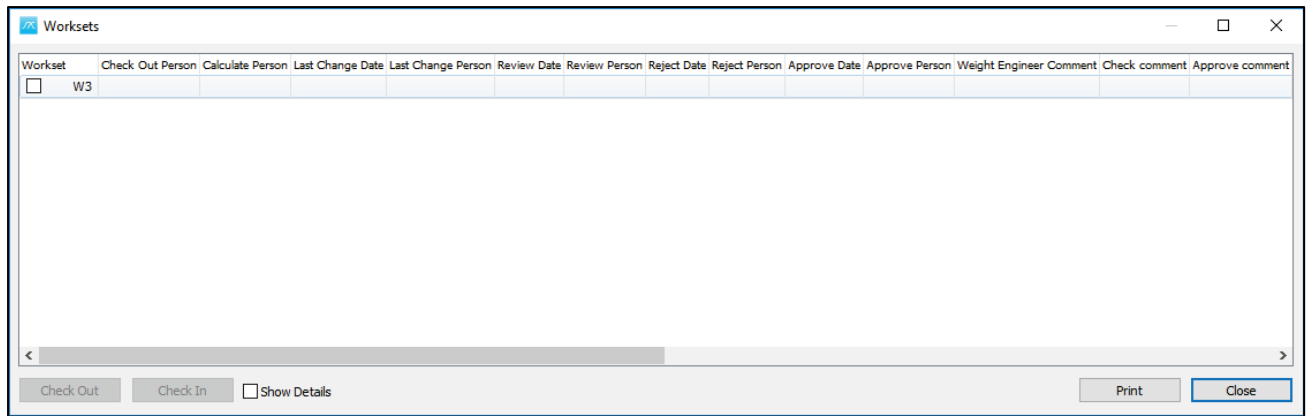 Worksets
Workset Check Out Person Calculate Person Last Change Date Last Change Person Review Date Review Person Reject Date Reject Person Approve Date Approve Person Weight Engineer Comment Check comment Approve comment
W3
Check Out Check In Show Details Print Close